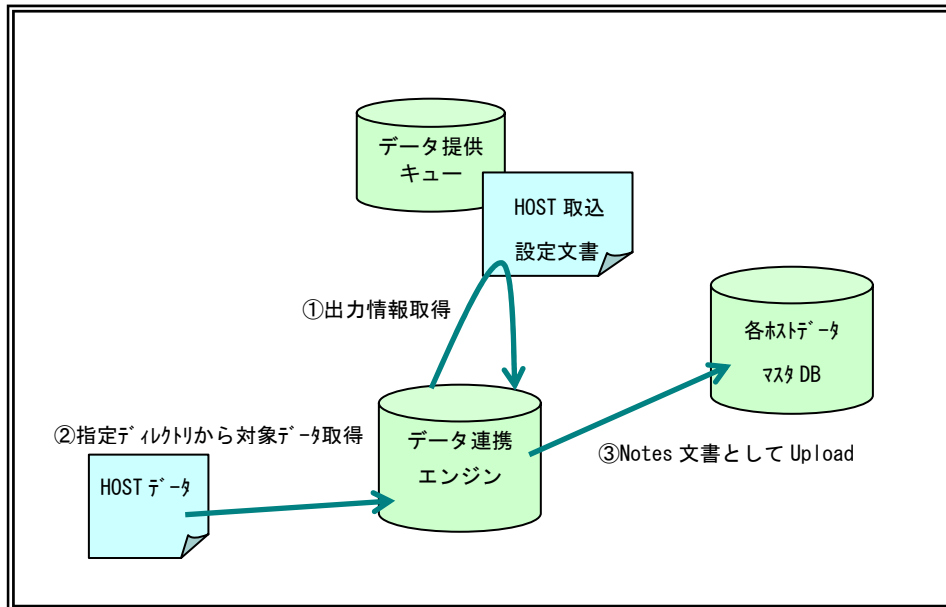 データ提供
キュー
HOST 取込
設定文書
①出力情報取得
各ﾎｽﾄﾃﾞｰﾀ
ﾏｽﾀ DB
②指定ﾃﾞｨﾚｸﾄﾘから対象ﾃﾞｰﾀ取得
データ連携
エンジン
③Notes 文書として Upload
HOST ﾃﾞｰﾀ